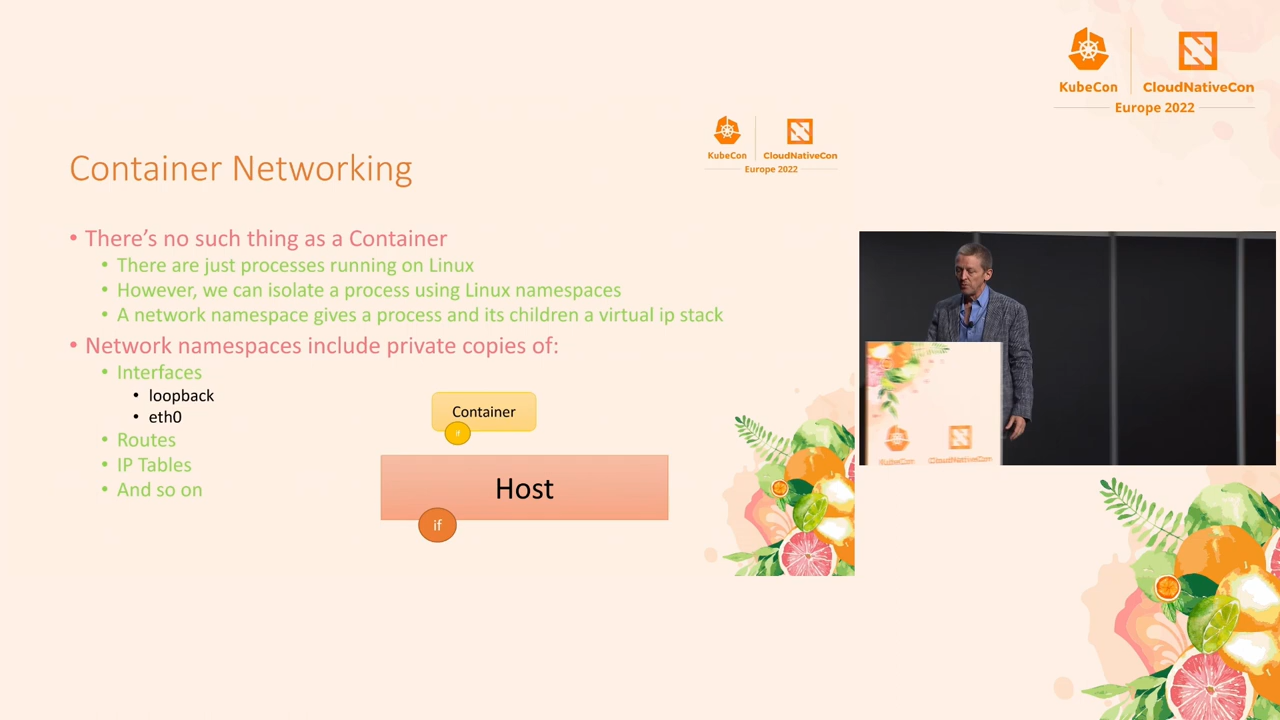 KubeCon
CloudNativeCon
Europe 2022
KubeCon
CloudNativeCon
Europe 2022
Container Networking
• There's no such thing as a Container
• There are just processes running on Linux
• However, we can isolate a process using Linux namespaces
• A network namespace gives a process and its children a virtual ip stack
• Network namespaces include private copies of:
• Interfaces
• loopback
• eth0
• Routes
• IP Tables
• And so on
Container
if
Host
if
KubeCon
CloudNativeCon